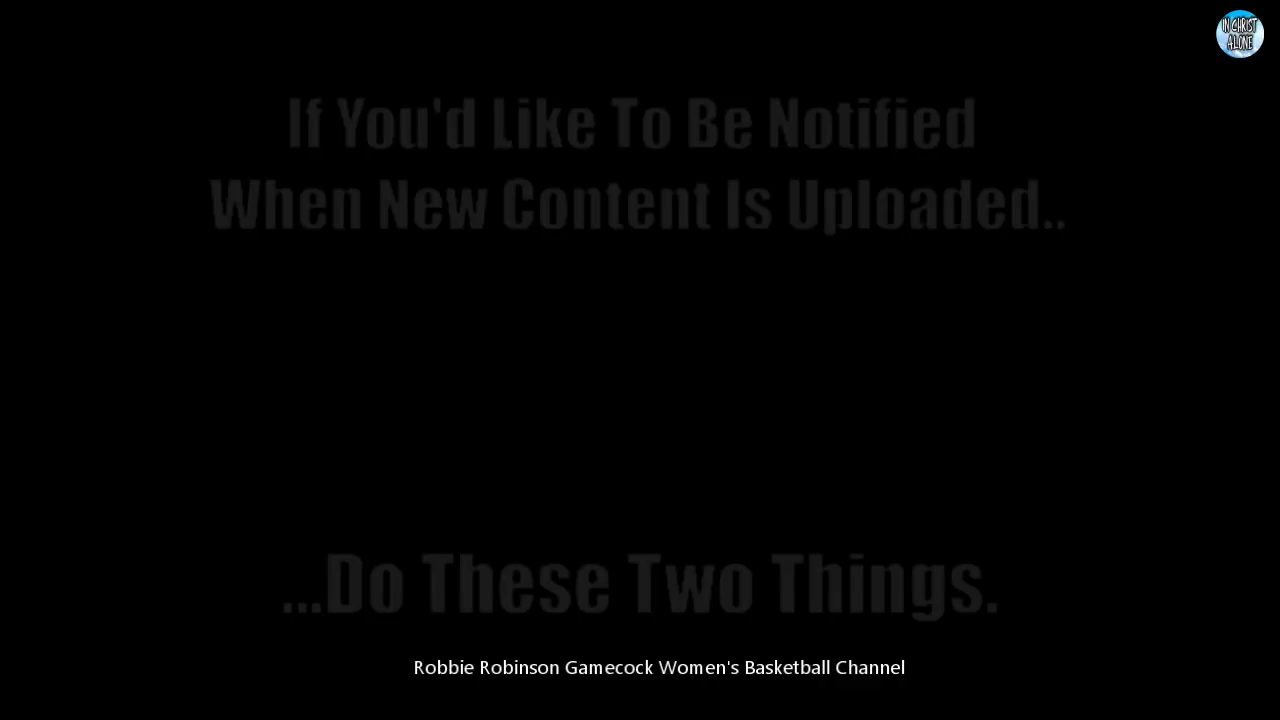 IN CHRIST
ALONE
If You'd Like To Be Notified
When New Content Is Uploaded..
...Do These Two Things.
Robbie Robinson Gamecock Women's Basketball Channel